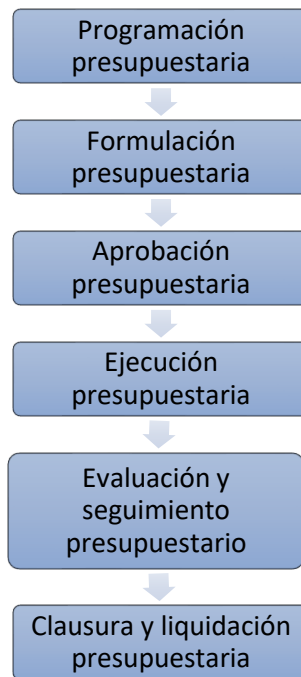 Programación
presupuestaria
Formulación
presupuestaria
Aprobación
presupuestaria
Ejecución
presupuestaria
Evaluación y
seguimiento
presupuestario
Clausura y liquidación
presupuestaria